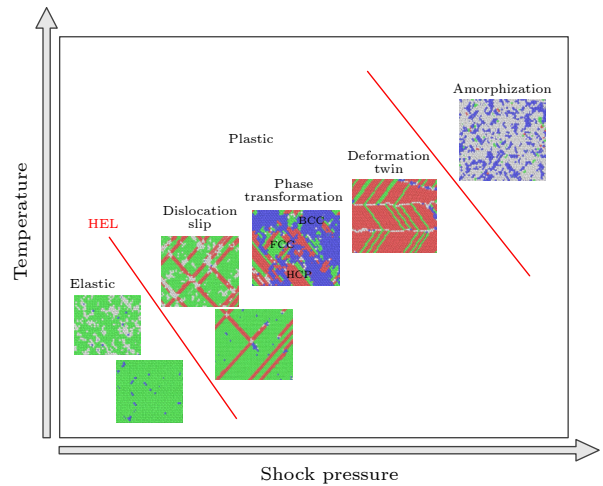 Amorphization
Plastic
Deformation
twin
Phase
transformation
BCC
FCC
HCP
Dislocation
slip
HEL
Elastic
Temperature
Shock pressure